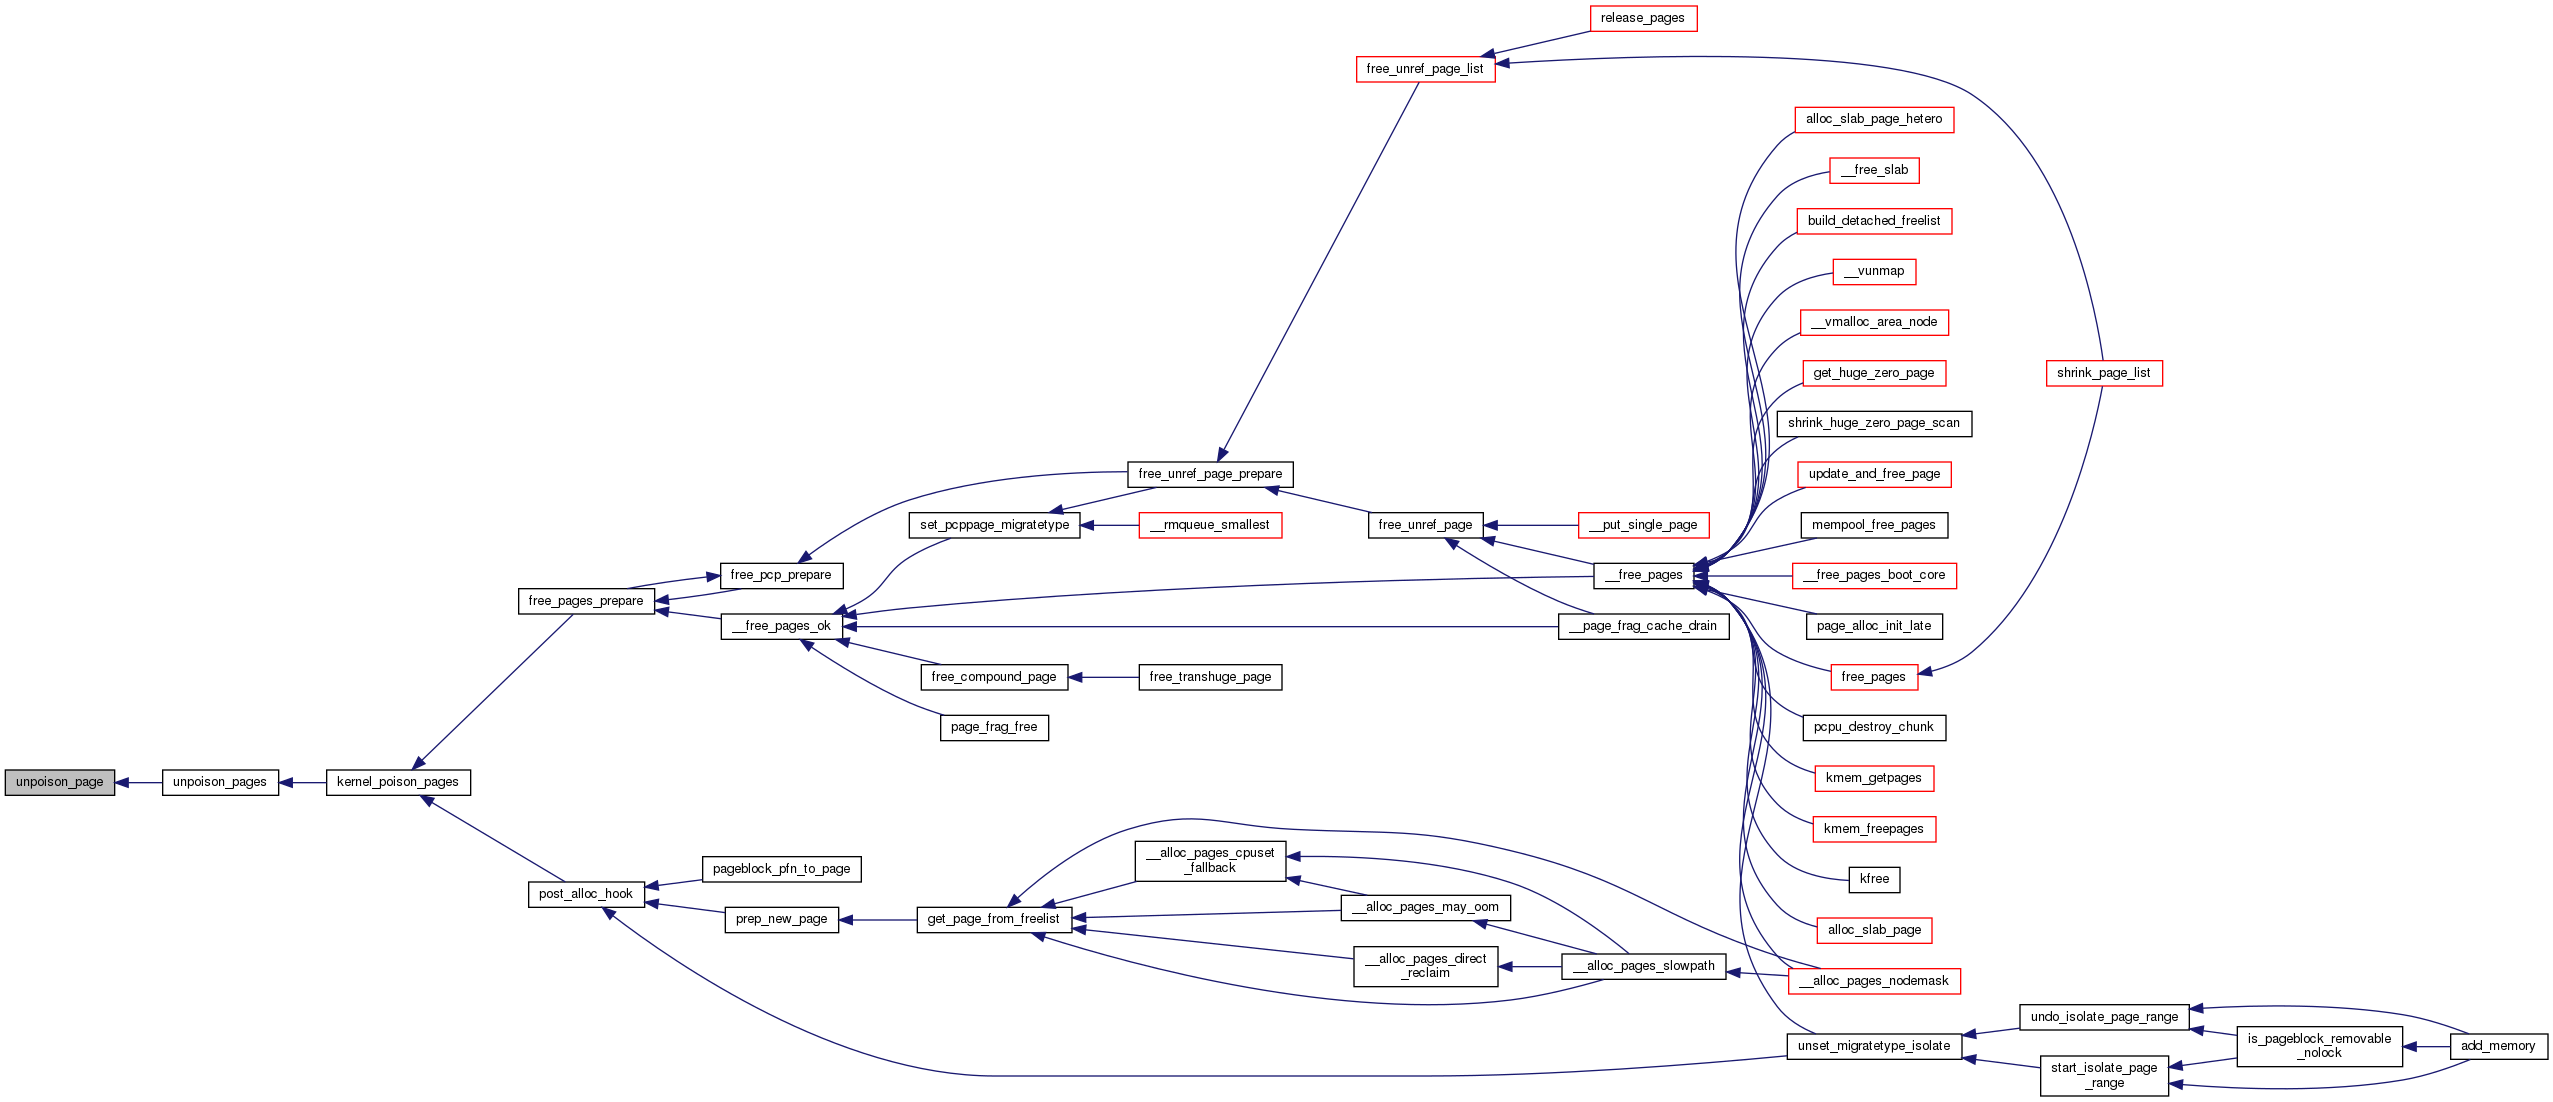 release_pages
free_unref_page_list
alloc_slab_page_hetero
__free_slab
build_detached_freelist
__vunmap
__vmalloc_area_node
get_huge_zero_page
shrink_page_list
shrink_huge_zero_page_scan
free_unref_page_prepare
update_and_free_page
set_pcppage_migratetype
__rmqueue_smallest
free_unref_page
__put_single_page
mempool_free_pages
free_pcp_prepare
__free_pages
__free_pages_boot_core
free_pages_prepare
__free_pages_ok
__page_frag_cache_drain
page_alloc_init_late
free_compound_page
free_transhuge_page
free_pages
page_frag_free
pcpu_destroy_chunk
unpoison_page
unpoison_pages
kernel_poison_pages
kmem_getpages
kmem_freepages
__alloc_pages_cpuset
_fallback
pageblock_pfn_to_page
kfree
post_alloc_hook
__alloc_pages_may_oom
prep_new_page
get_page_from_freelist
alloc_slab_page
__alloc_pages_direct
_reclaim
__alloc_pages_slowpath
__alloc_pages_nodemask
undo_isolate_page_range
unset_migratetype_isolate
is_pageblock_removable
_nolock
add_memory
start_isolate_page
_range